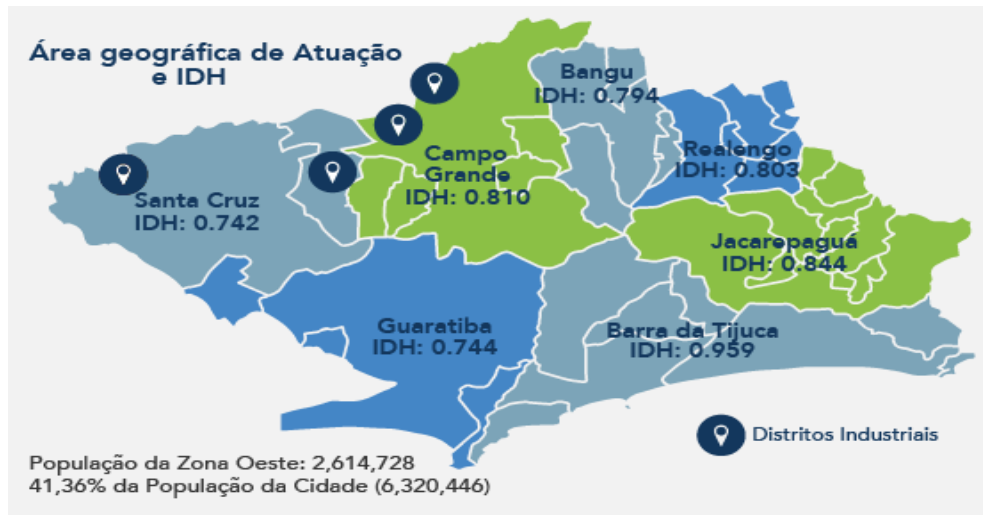 Área geográfica de Atuação
e IDH
Bangu
IDH: 0.794
Realengo
IDH: 0.803
Campo
Grande
IDH: 0.810
Santa Cruz
IDH: 0.742
Jacarepaguá
IDH: 0.844
Guaratiba
IDH: 0.744
Barra da Tijuca
IDH: 0.959
Distritos Industriais
População da Zona Oeste: 2,614,728
41,36% da População da Cidade (6,320,446)